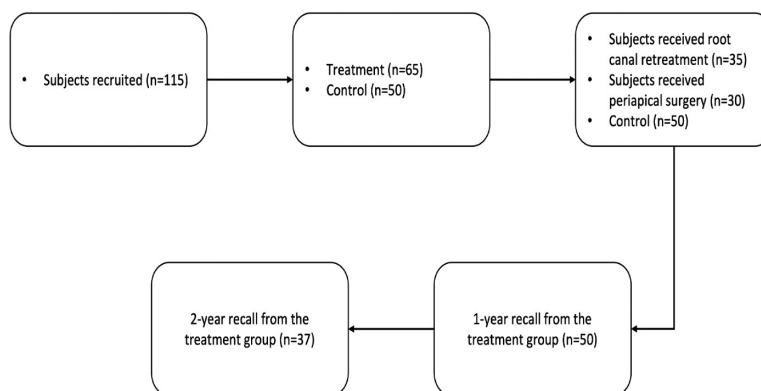 • Subjects recruited (n=115)
• Treatment (n=65)
• Control (n=50)
• Subjects received root
canal retreatment (n=35)
• Subjects received
periapical surgery (n=30)
• Control (n=50)
1-year recall from the
treatment group (n=50)
2-year recall from the
treatment group (n=37)